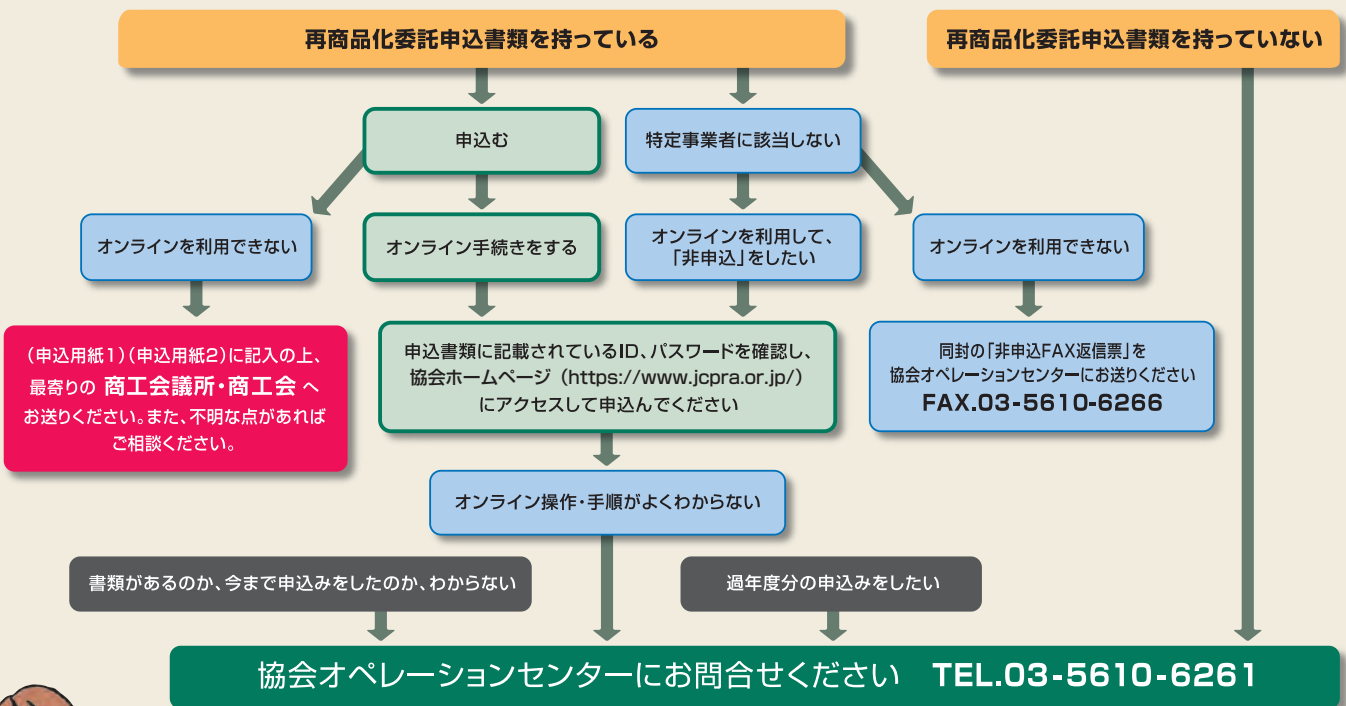 再商品化委託申込書類を持っている
再商品化委託申込書類を持っていない
申込む
特定事業者に該当しない
オンラインを利用できない
オンライン手続きをする
オンラインを利用して、
「非申込」をしたい
オンラインを利用できない
(申込用紙1)(申込用紙2)に記入の上、
最寄りの 商工会議所・商工会 へ
お送りください。また、不明な点があれば
ご相談ください。
申込書類に記載されているID、パスワードを確認し、
協会ホームページ(https://www.jcpra.or.jp/)
にアクセスして申込んでください
同封の「非申込FAX返信票」を
協会オペレーションセンターにお送りください
FAX.03-5610-6266
オンライン操作・手順がよくわからない
書類があるのか、今まで申込みをしたのか、わからない
過年度分の申込みをしたい
協会オペレーションセンターにお問合せください TEL.03-5610-6261